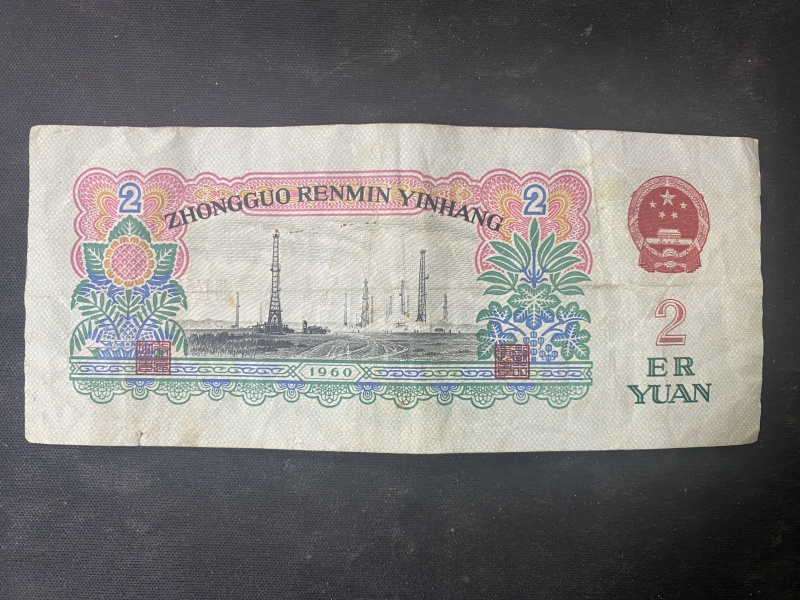 2
2
ZHONGGUO RENMIN YINHANG
1960
2
ER
YUAN